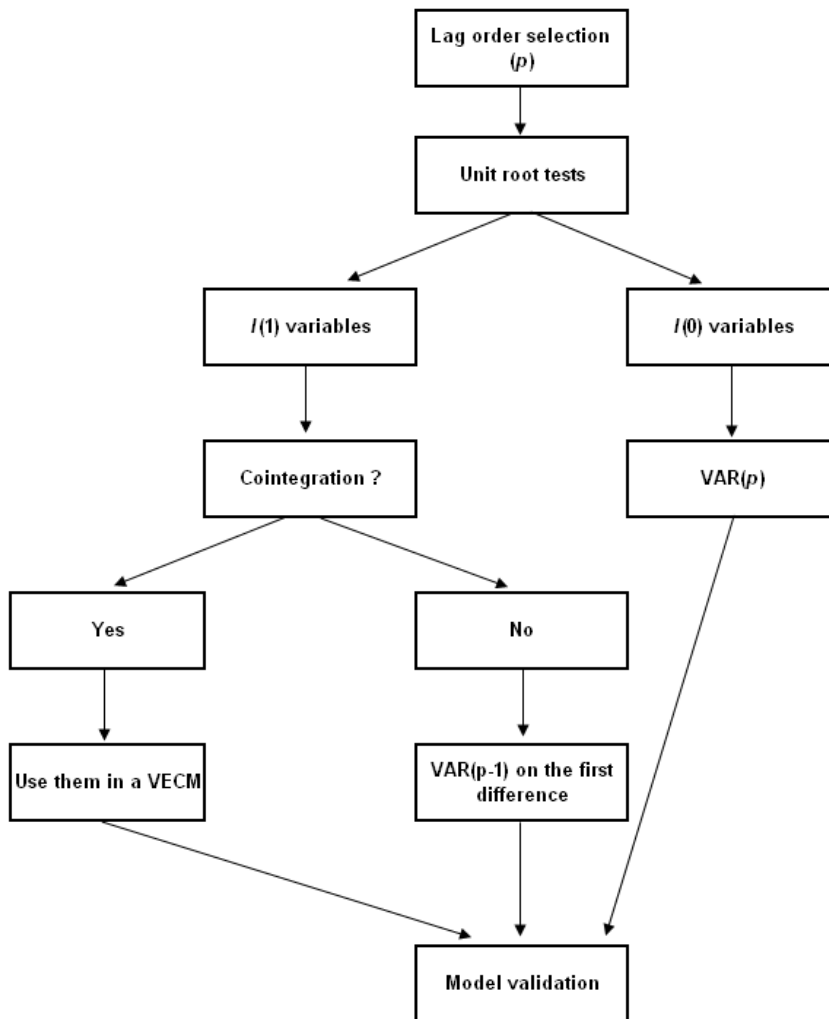 Lag order selection
(p)
Unit root tests
I(1) variables
I(0) variables
Cointegration ?
VAR(p)
Yes
No
Use them in a VECM
VAR(p-1) on the first
difference
Model validation